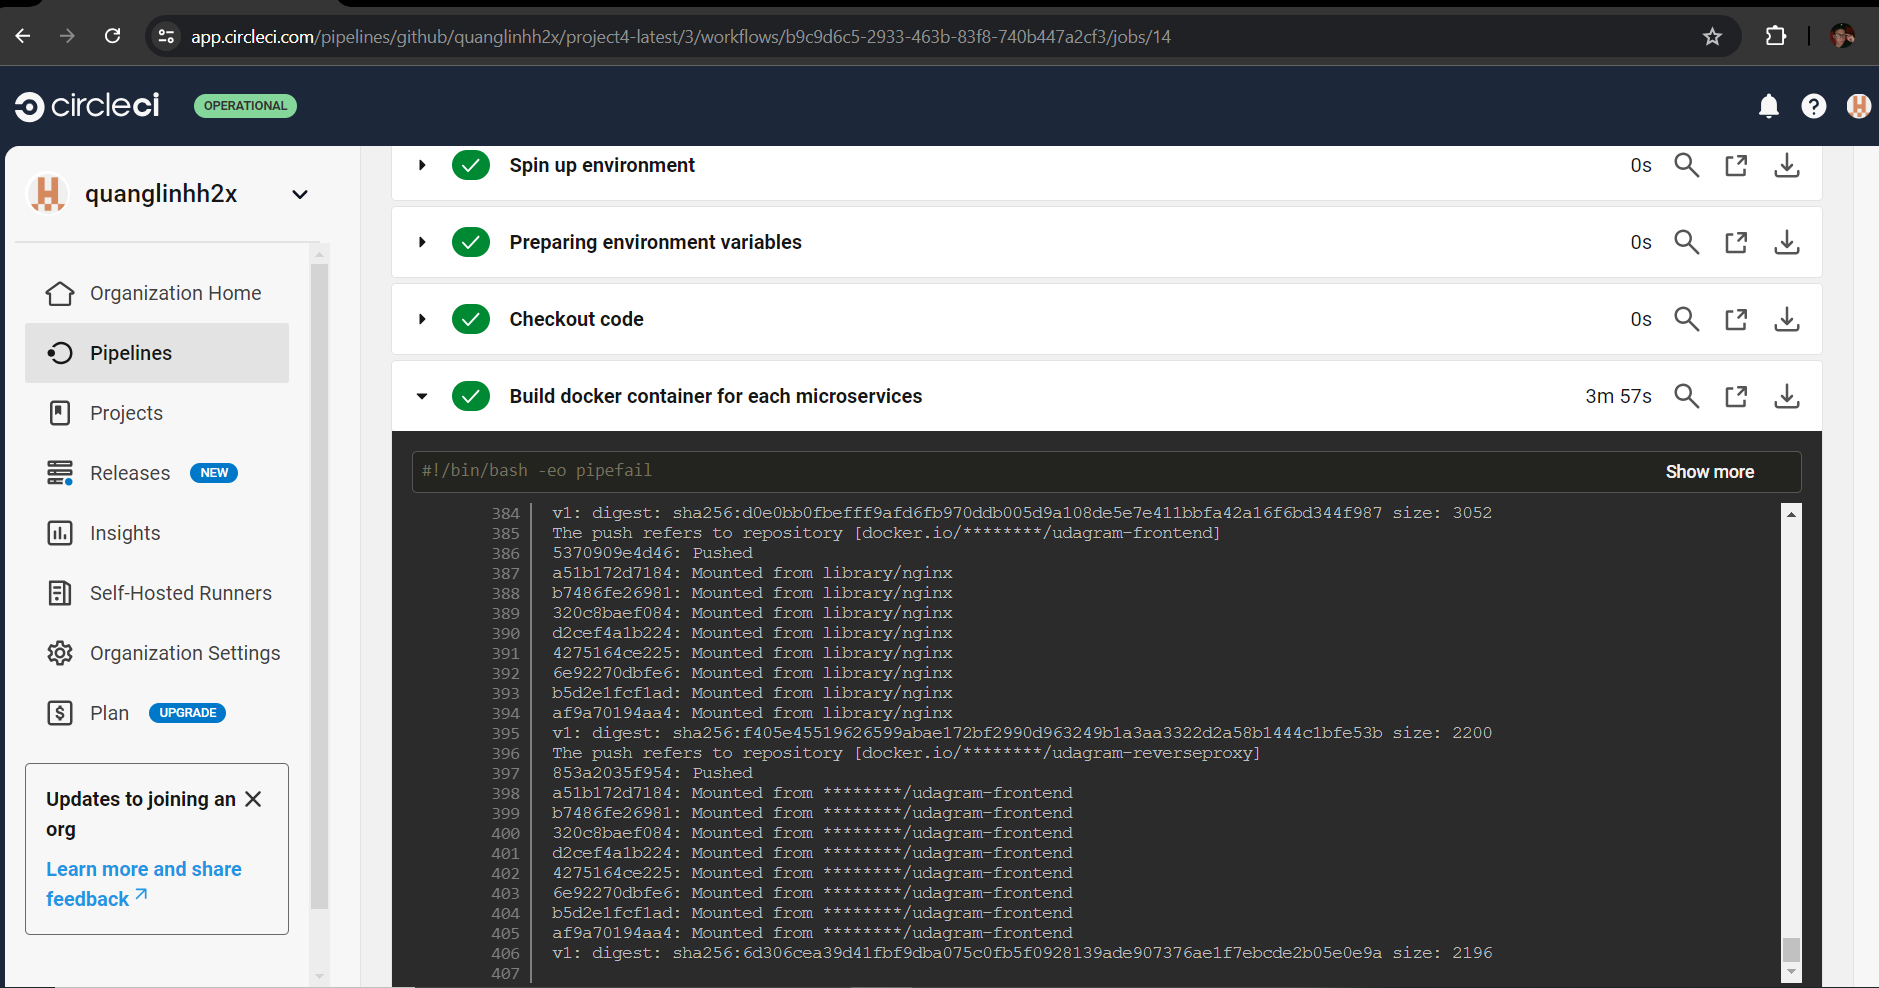 app.circleci.com/pipelines/github/quanglinhh2x/project4-latest/3/workflows/b9c9d6c5-2933-463b-83f8-740b447a2cf3/jobs/14
circleci
OPERATIONAL
quanglinhh2x
Organization Home
Pipelines
Projects
Releases NEW
Insights
Self-Hosted Runners
Organization Settings
Plan UPGRADE
Updates to joining an
org
Learn more and share
feedback
Spin up environment 0s
Preparing environment variables 0s
Checkout code 0s
Build docker container for each microservices 3m 57s
#!/bin/bash -eo pipefail Show more
384 v1: digest: sha256:d0e0bb0fbefff9afd6fb970ddb005d9a108de5e7e411bbfa42a16f6bd344f987 size: 3052
385 The push refers to repository [docker.io/********/udagram-frontend]
386 5370909e4d46: Pushed
387 a51b172d7184: Mounted from library/nginx
388 b7486fe26981: Mounted from library/nginx
389 320c8baef084: Mounted from library/nginx
390 d2cef4a1b224: Mounted from library/nginx
391 4275164ce225: Mounted from library/nginx
392 6e92270dbfe6: Mounted from library/nginx
393 b5d2e1fcf1ad: Mounted from library/nginx
394 af9a70194aa4: Mounted from library/nginx
395 v1: digest: sha256:f405e45519626599abae172bf2990d963249b1a3aa3322d2a58b1444c1bfe53b size: 2200
396 The push refers to repository [docker.io/********/udagram-reverseproxy]
397 853a2035f954: Pushed
398 a51b172d7184: Mounted from ********/udagram-frontend
399 b7486fe26981: Mounted from ********/udagram-frontend
400 320c8baef084: Mounted from ********/udagram-frontend
401 d2cef4a1b224: Mounted from ********/udagram-frontend
402 4275164ce225: Mounted from ********/udagram-frontend
403 6e92270dbfe6: Mounted from ********/udagram-frontend
404 b5d2e1fcf1ad: Mounted from ********/udagram-frontend
405 af9a70194aa4: Mounted from ********/udagram-frontend
406 v1: digest: sha256:6d306cea39d41fbf9dba075c0fb5f0928139ade907376ae1f7ebcde2b05e0e9a size: 2196
407